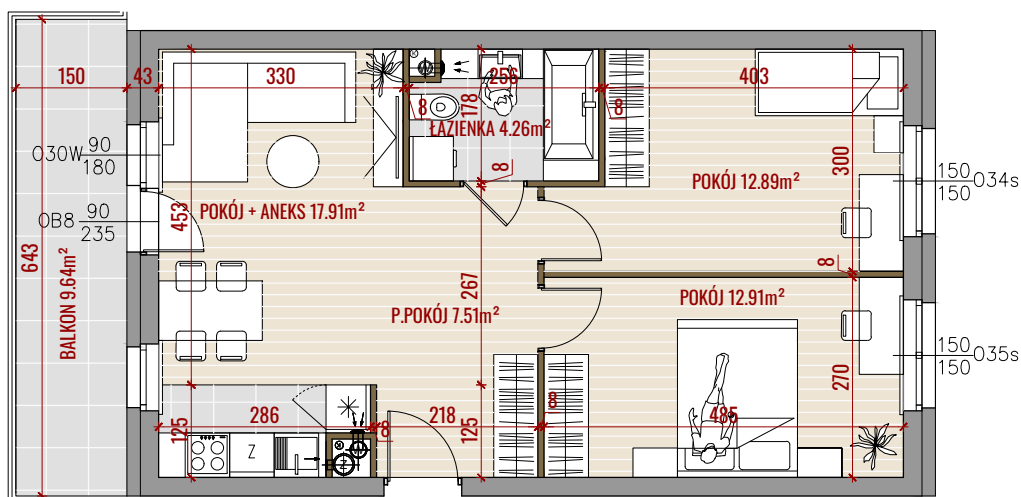 150
43
330
256
403
8
178
8
ŁAZIENKA 4.26m²
8
O30W 90
180
300
POKÓJ 12.89m²
150 O34s
150
POKÓJ + ANEKS 17.91m²
453
OB8 90
235
643
BALKON 9.64m²
267
8
P.POKÓJ 7.51m²
POKÓJ 12.91m²
150 O35s
150
270
286
218
8
485
125
8
125
Z
Z